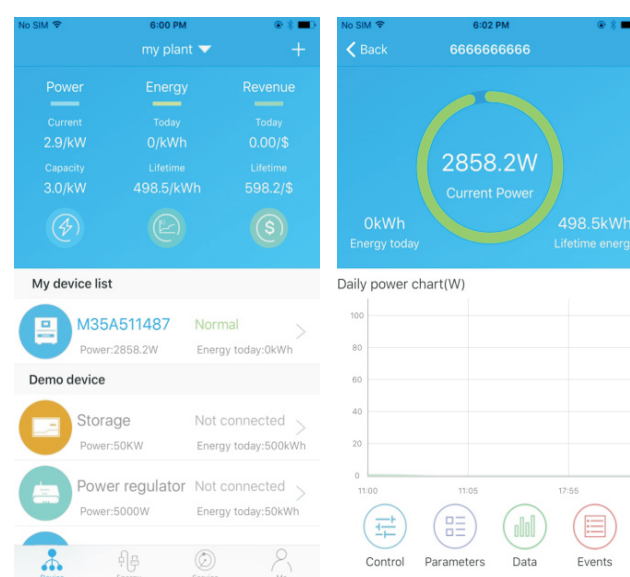 No SIM 6:00 PM
my plant
Power Energy Revenue
Current Today Today
2.9/kW 0/kWh 0.00/$
Capacity Lifetime Lifetime
3.0/kW 498.5/kWh 598.2/$
$
My device list
M35A511487 Normal
Power:2858.2W Energy today:0kWh
Demo device
Storage Not connected
Power:50KW Energy today:500kWh
Power regulator Not connected
Power:5000W Energy today:50kWh
No SIM 6:02 PM
Back 6666666666
2858.2W
Current Power
0kWh 498.5kWh
Energy today Lifetime energ
Daily power chart(W)
100
80
60
40
20
0
11:00 11:05 17:55
Control Parameters Data Events